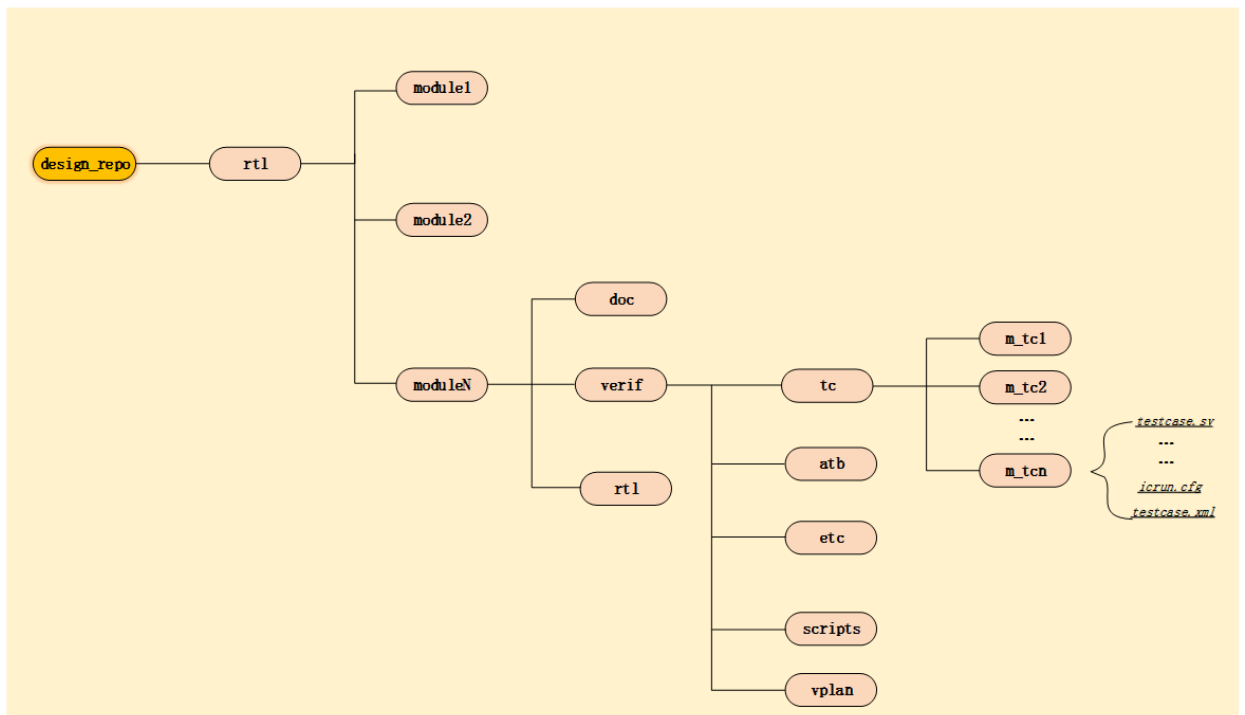 module1
design_repo
rtl
module2
doc
m_tc1
moduleN
verif
tc
m_tc2
---
---
testcase.sv
---
---
atb
m_tcn
rtl
icrun.cfg
testcase.xml
etc
scripts
vplan